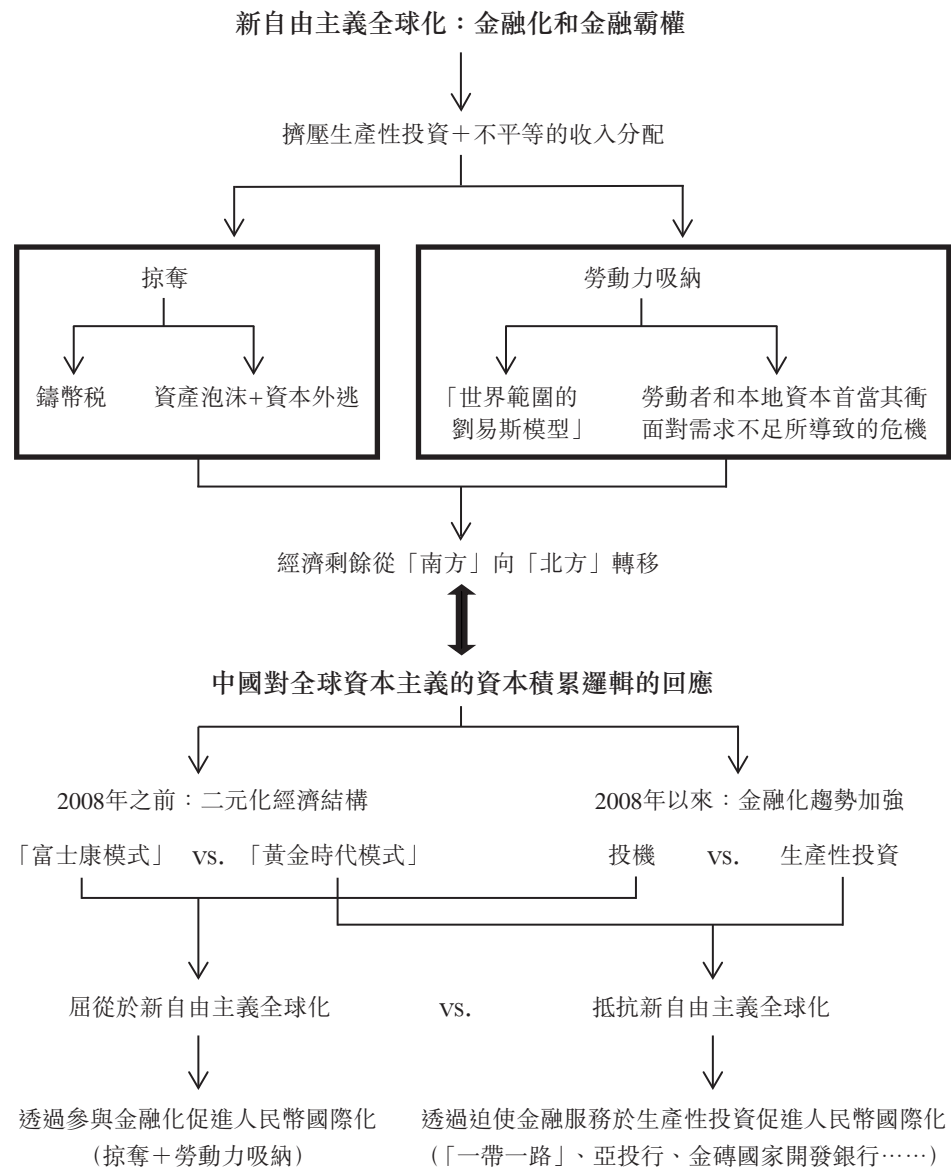 新自由主義全球化：金融化和金融霸權
擠壓生產性投資＋不平等的收入分配
掠奪
鑄幣稅
資產泡沫+資本外逃
勞動力吸納
「世界範圍的
劉易斯模型」
勞動者和本地資本首當其衝
面對需求不足所導致的危機
經濟剩餘從「南方」向「北方」轉移
中國對全球資本主義的資本積累邏輯的回應
2008年之前：二元化經濟結構
2008年以來：金融化趨勢加強
「富士康模式」 vs. 「黃金時代模式」
投機 vs. 生產性投資
屈從於新自由主義全球化 vs. 抵抗新自由主義全球化
透過參與金融化促進人民幣國際化
（掠奪＋勞動力吸納）
透過迫使金融服務於生產性投資促進人民幣國際化
（「一帶一路」、亞投行、金磚國家開發銀行……）